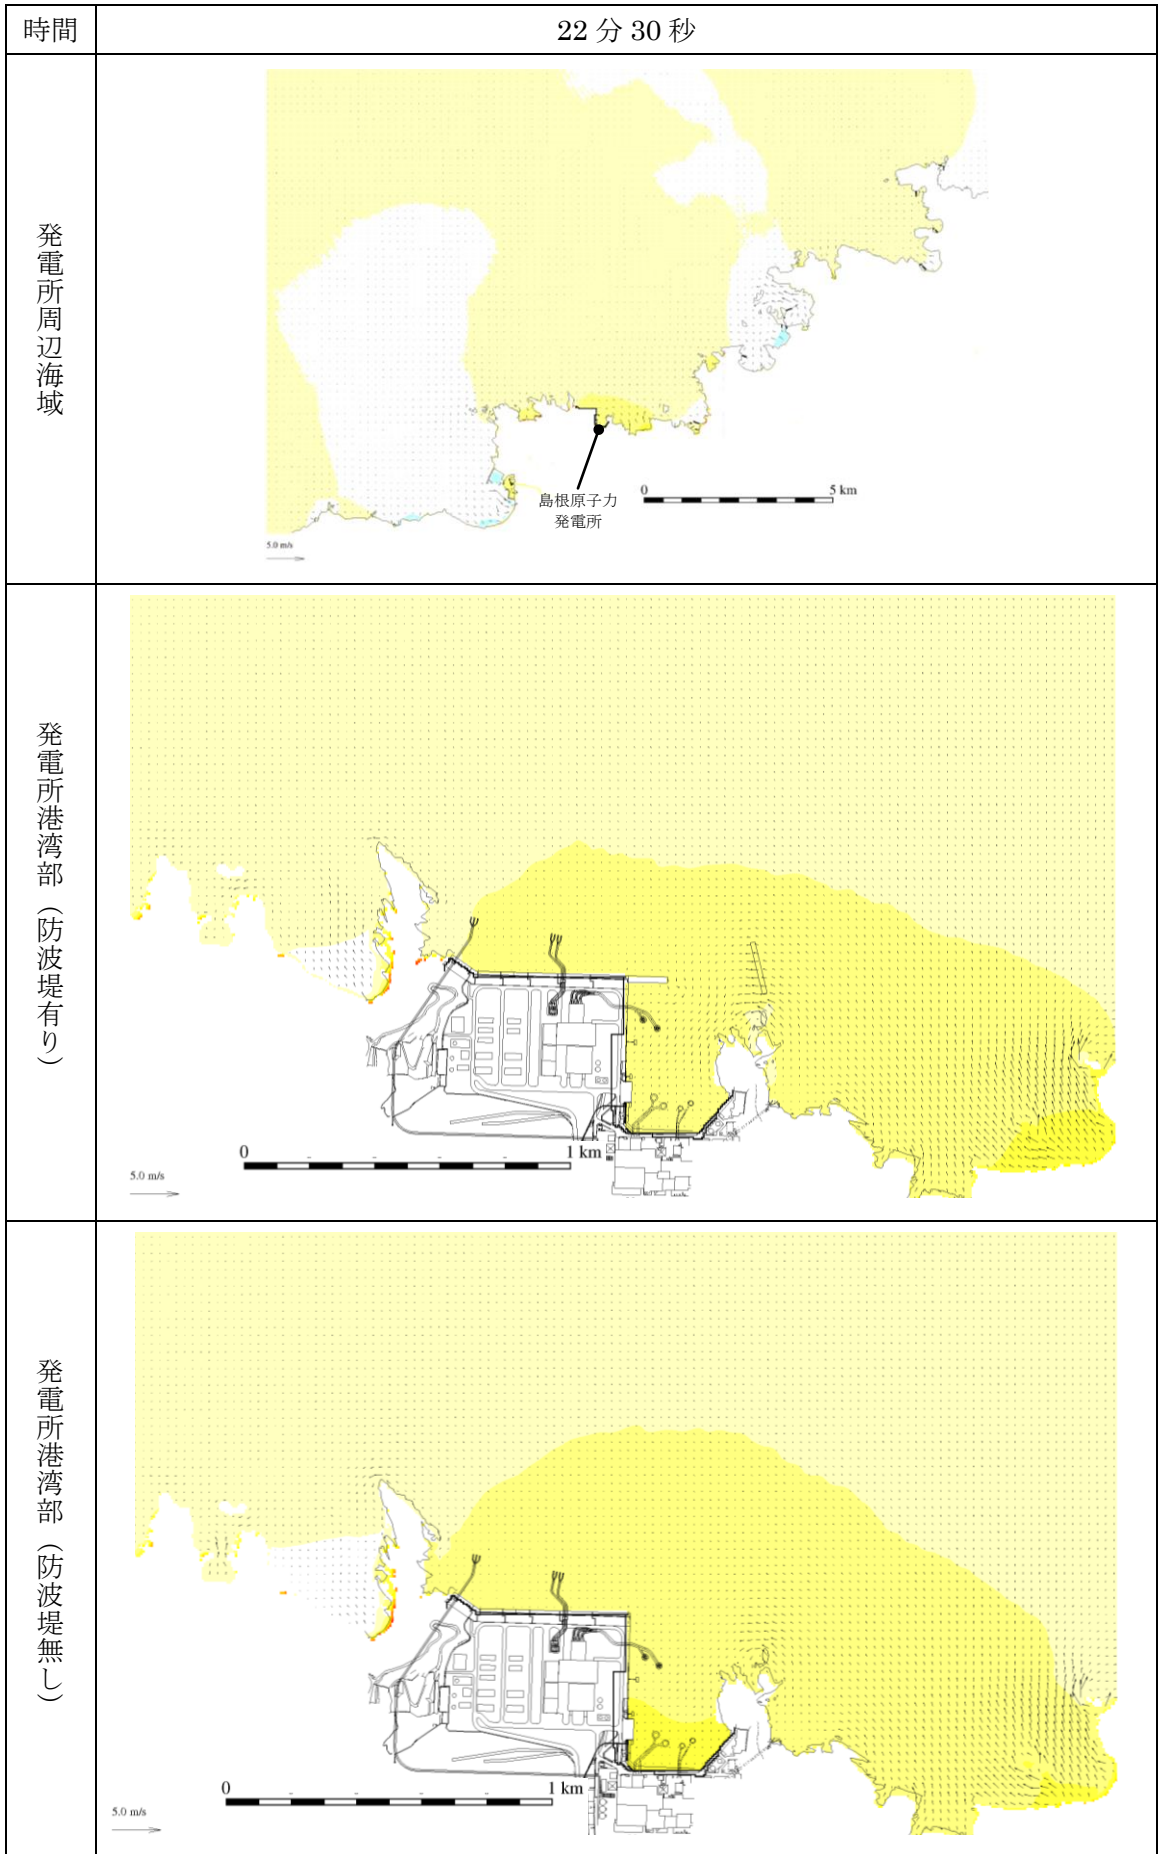 時間
22分30秒
発電所周辺海域
島根原子力
発電所
0 5 km
5.0 m/s
発電所港湾部（防波堤有り）
0 1 km
5.0 m/s
発電所港湾部（防波堤無し）
0 1 km
5.0 m/s